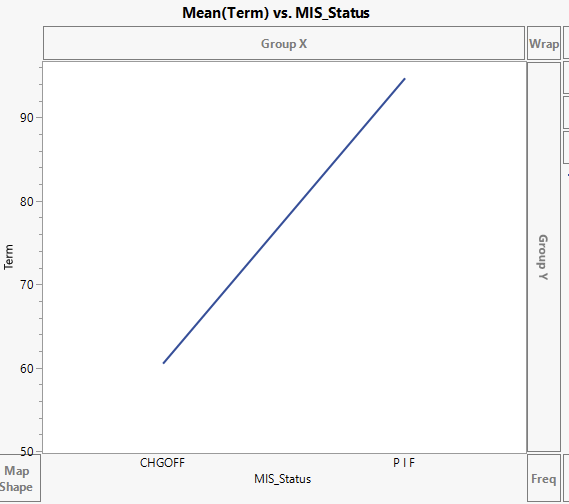 Mean(Term) vs. MIS_Status
Group X
Wrap
90
80
70
60
50
Term
Group Y
CHGOFF
P I F
MIS_Status
Map
Shape
Freq